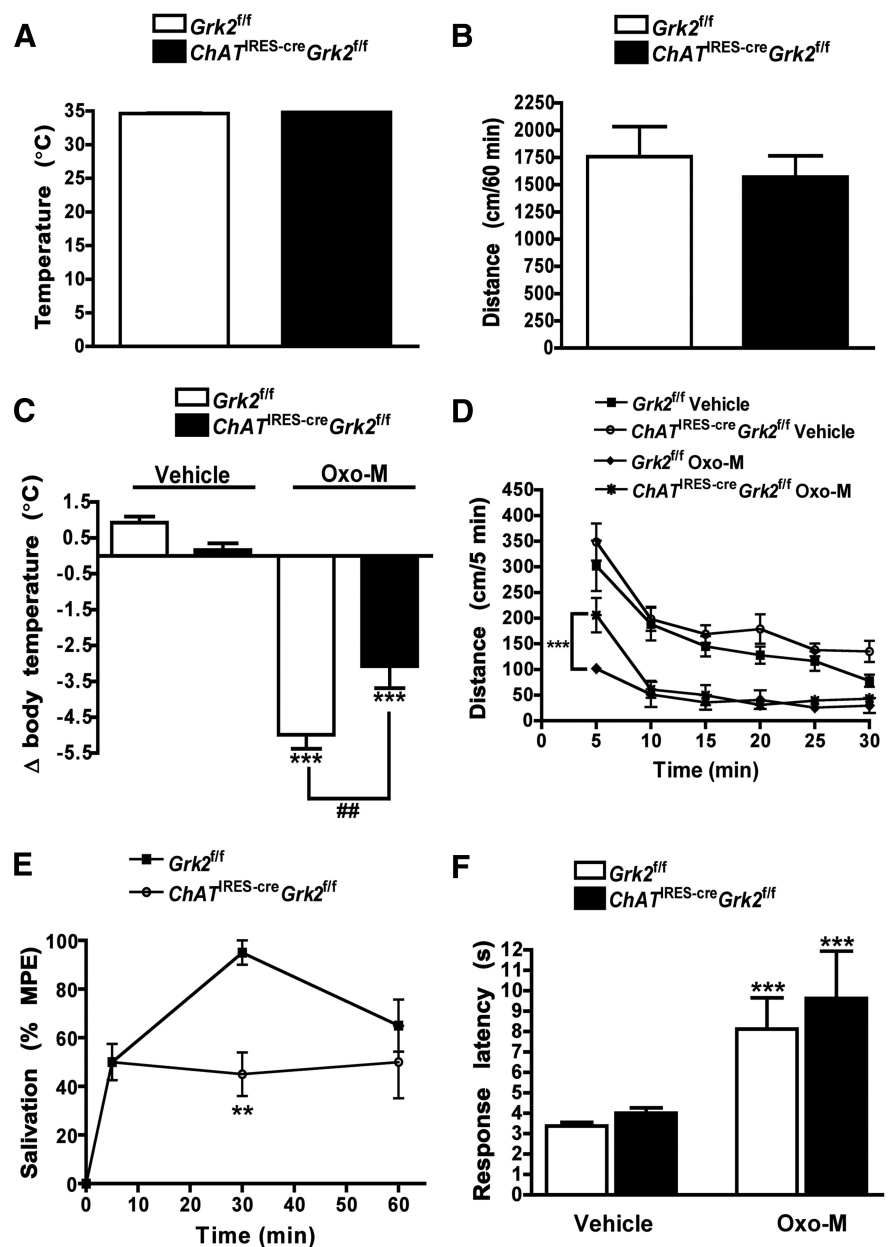 A
Grk2f/f
ChATIRES-creGrk2f/f
Temperature (°C)
35
30
25
20
15
10
5
0
B
Grk2f/f
ChATIRES-creGrk2f/f
Distance (cm/60 min)
2250
2000
1750
1500
1250
1000
750
500
250
0
C
Grk2f/f
ChATIRES-creGrk2f/f
Vehicle Oxo-M
Δ body temperature (°C)
1.5
0.5
-0.5
-1.5
-2.5
-3.5
-4.5
-5.5
***
***
##
D
Grk2f/f Vehicle
ChATIRES-creGrk2f/f Vehicle
Grk2f/f Oxo-M
ChATIRES-creGrk2f/f Oxo-M
Distance (cm/5 min)
450
400
350
300
250
200
150
100
50
0
***
0 5 10 15 20 25 30
Time (min)
E
Grk2f/f
ChATIRES-creGrk2f/f
Salivation (% MPE)
100
80
60
40
20
0
**
0 10 20 30 40 50 60
Time (min)
F
Grk2f/f
ChATIRES-creGrk2f/f
Response latency (s)
12
11
10
9
8
7
6
5
4
3
2
1
0
***
***
Vehicle Oxo-M